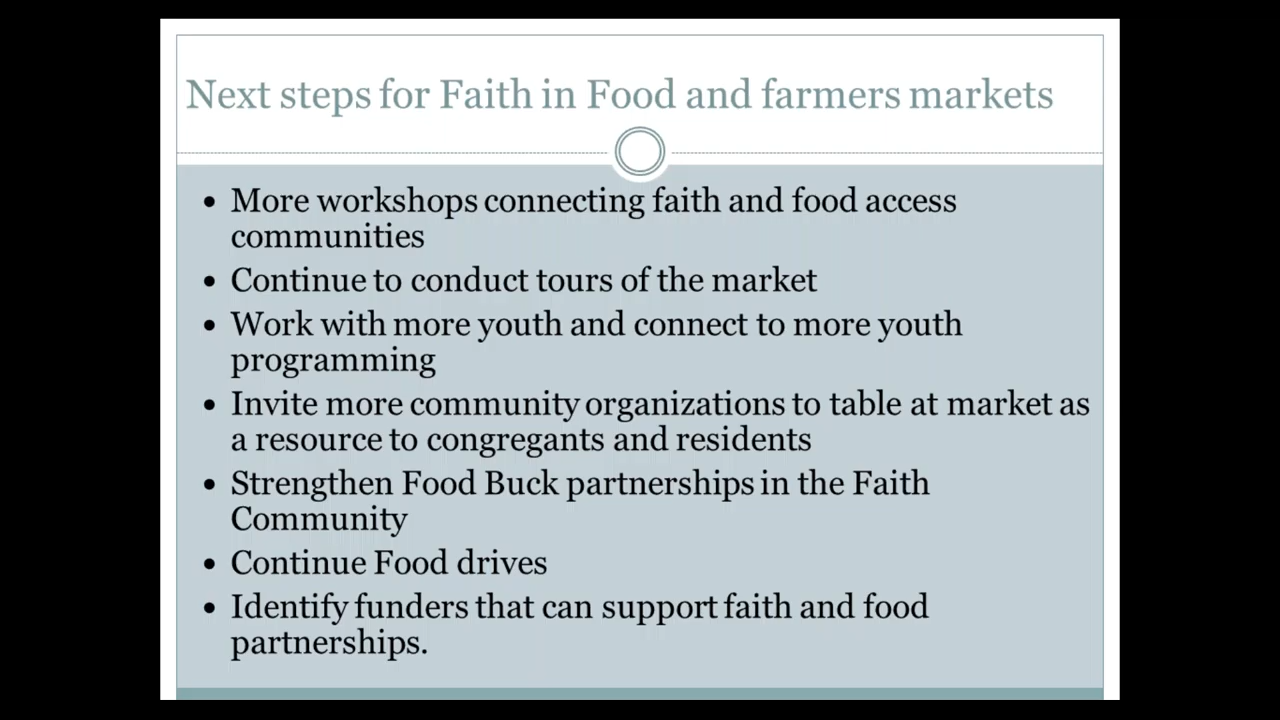 Next steps for Faith in Food and farmers markets
• More workshops connecting faith and food access
communities
• Continue to conduct tours of the market
• Work with more youth and connect to more youth
programming
• Invite more community organizations to table at market as
a resource to congregants and residents
• Strengthen Food Buck partnerships in the Faith
Community
• Continue Food drives
• Identify funders that can support faith and food
partnerships.